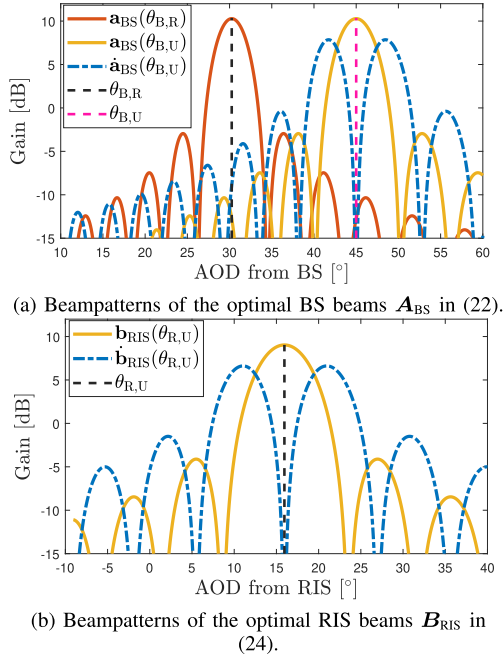 10
5
0
-5
-10
-15
Gain [dB]
a_BS(θ_B,R)
a_BS(θ_B,U)
ȧ_BS(θ_B,U)
θ_B,R
θ_B,U
10 15 20 25 30 35 40 45 50 55 60
AOD from BS [°]
(a) Beampatterns of the optimal BS beams A_BS in (22).
10
5
0
-5
-10
-15
Gain [dB]
b_RIS(θ_R,U)
ḃ_RIS(θ_R,U)
θ_R,U
-10 -5 0 5 10 15 20 25 30 35 40
AOD from RIS [°]
(b) Beampatterns of the optimal RIS beams B_RIS in
(24).